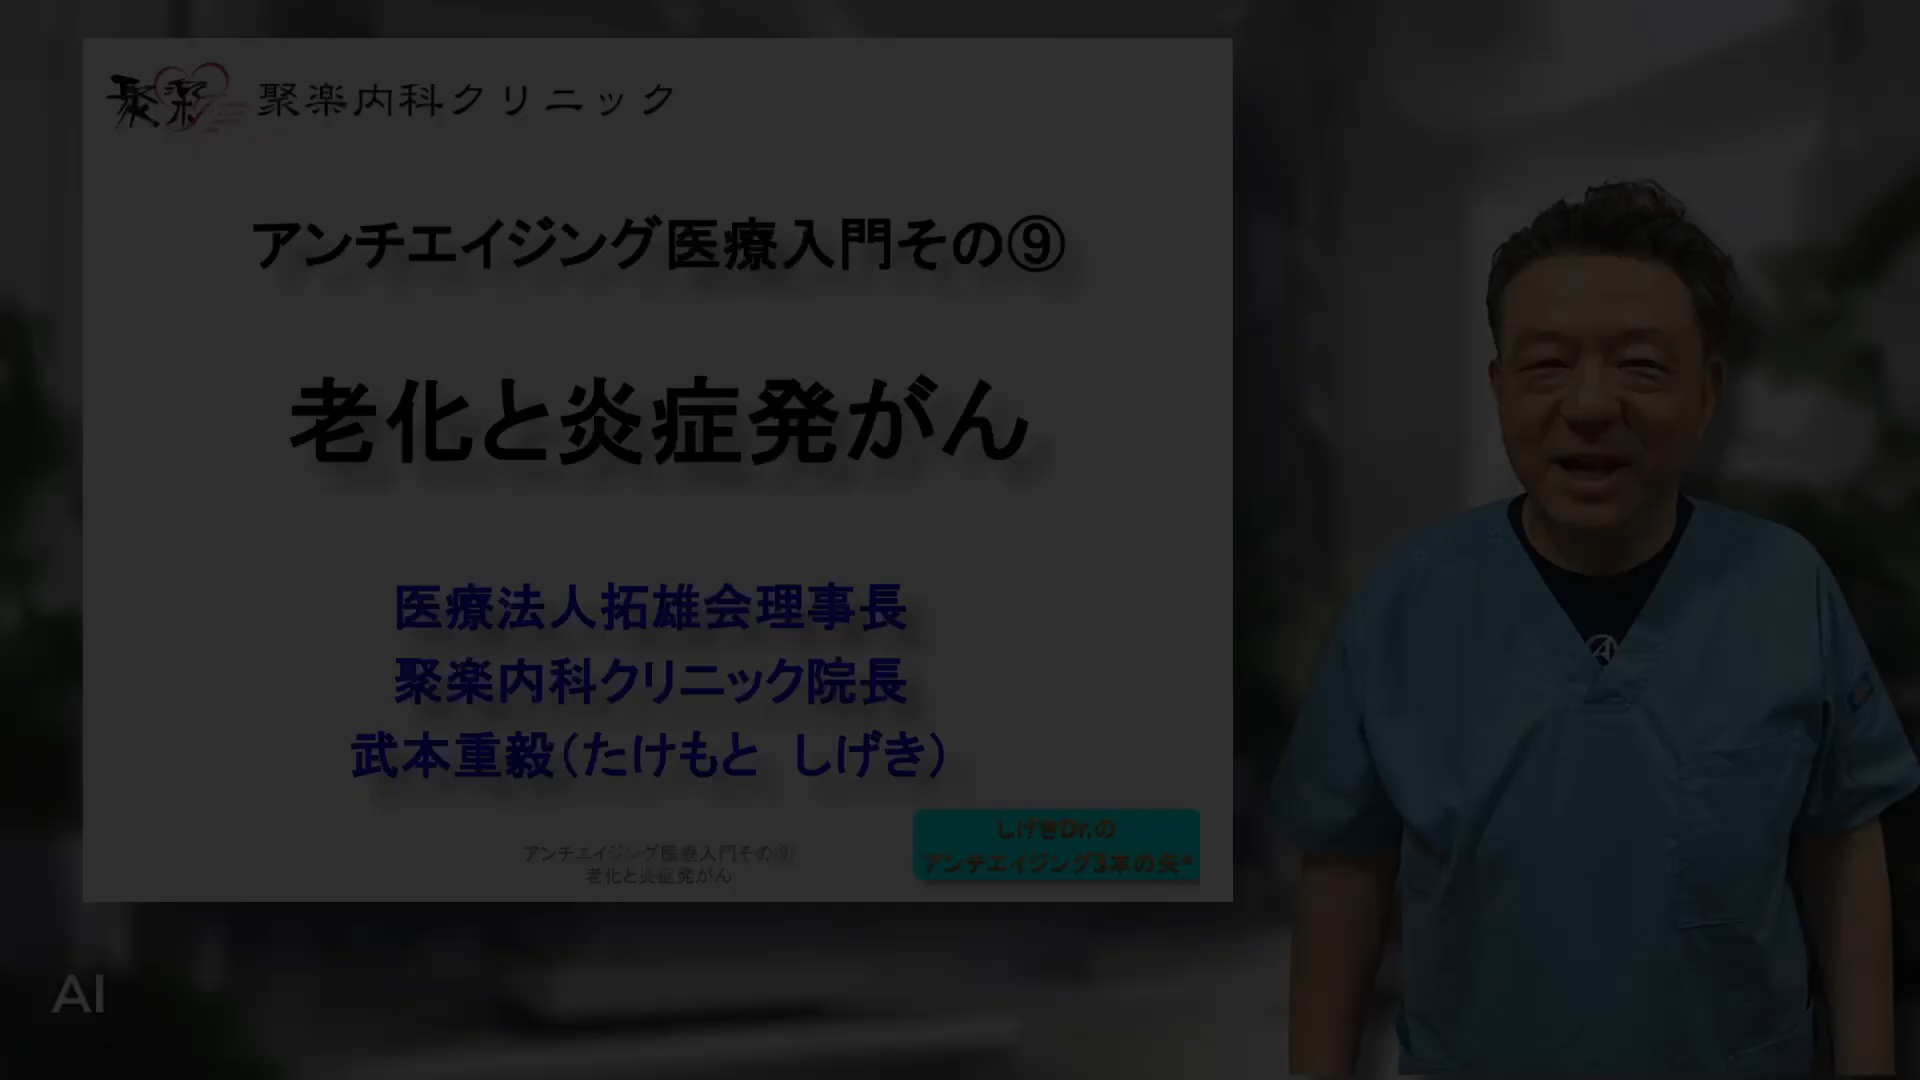 聚楽
聚楽内科クリニック
アンチエイジング医療入門その⑨
老化と炎症発がん
医療法人拓雄会理事長
聚楽内科クリニック院長
武本重毅（たけもと しげき）
アンチエイジング医療入門その⑨
老化と炎症発がん
しげきDr.の
アンチエイジング3本の矢®
AI